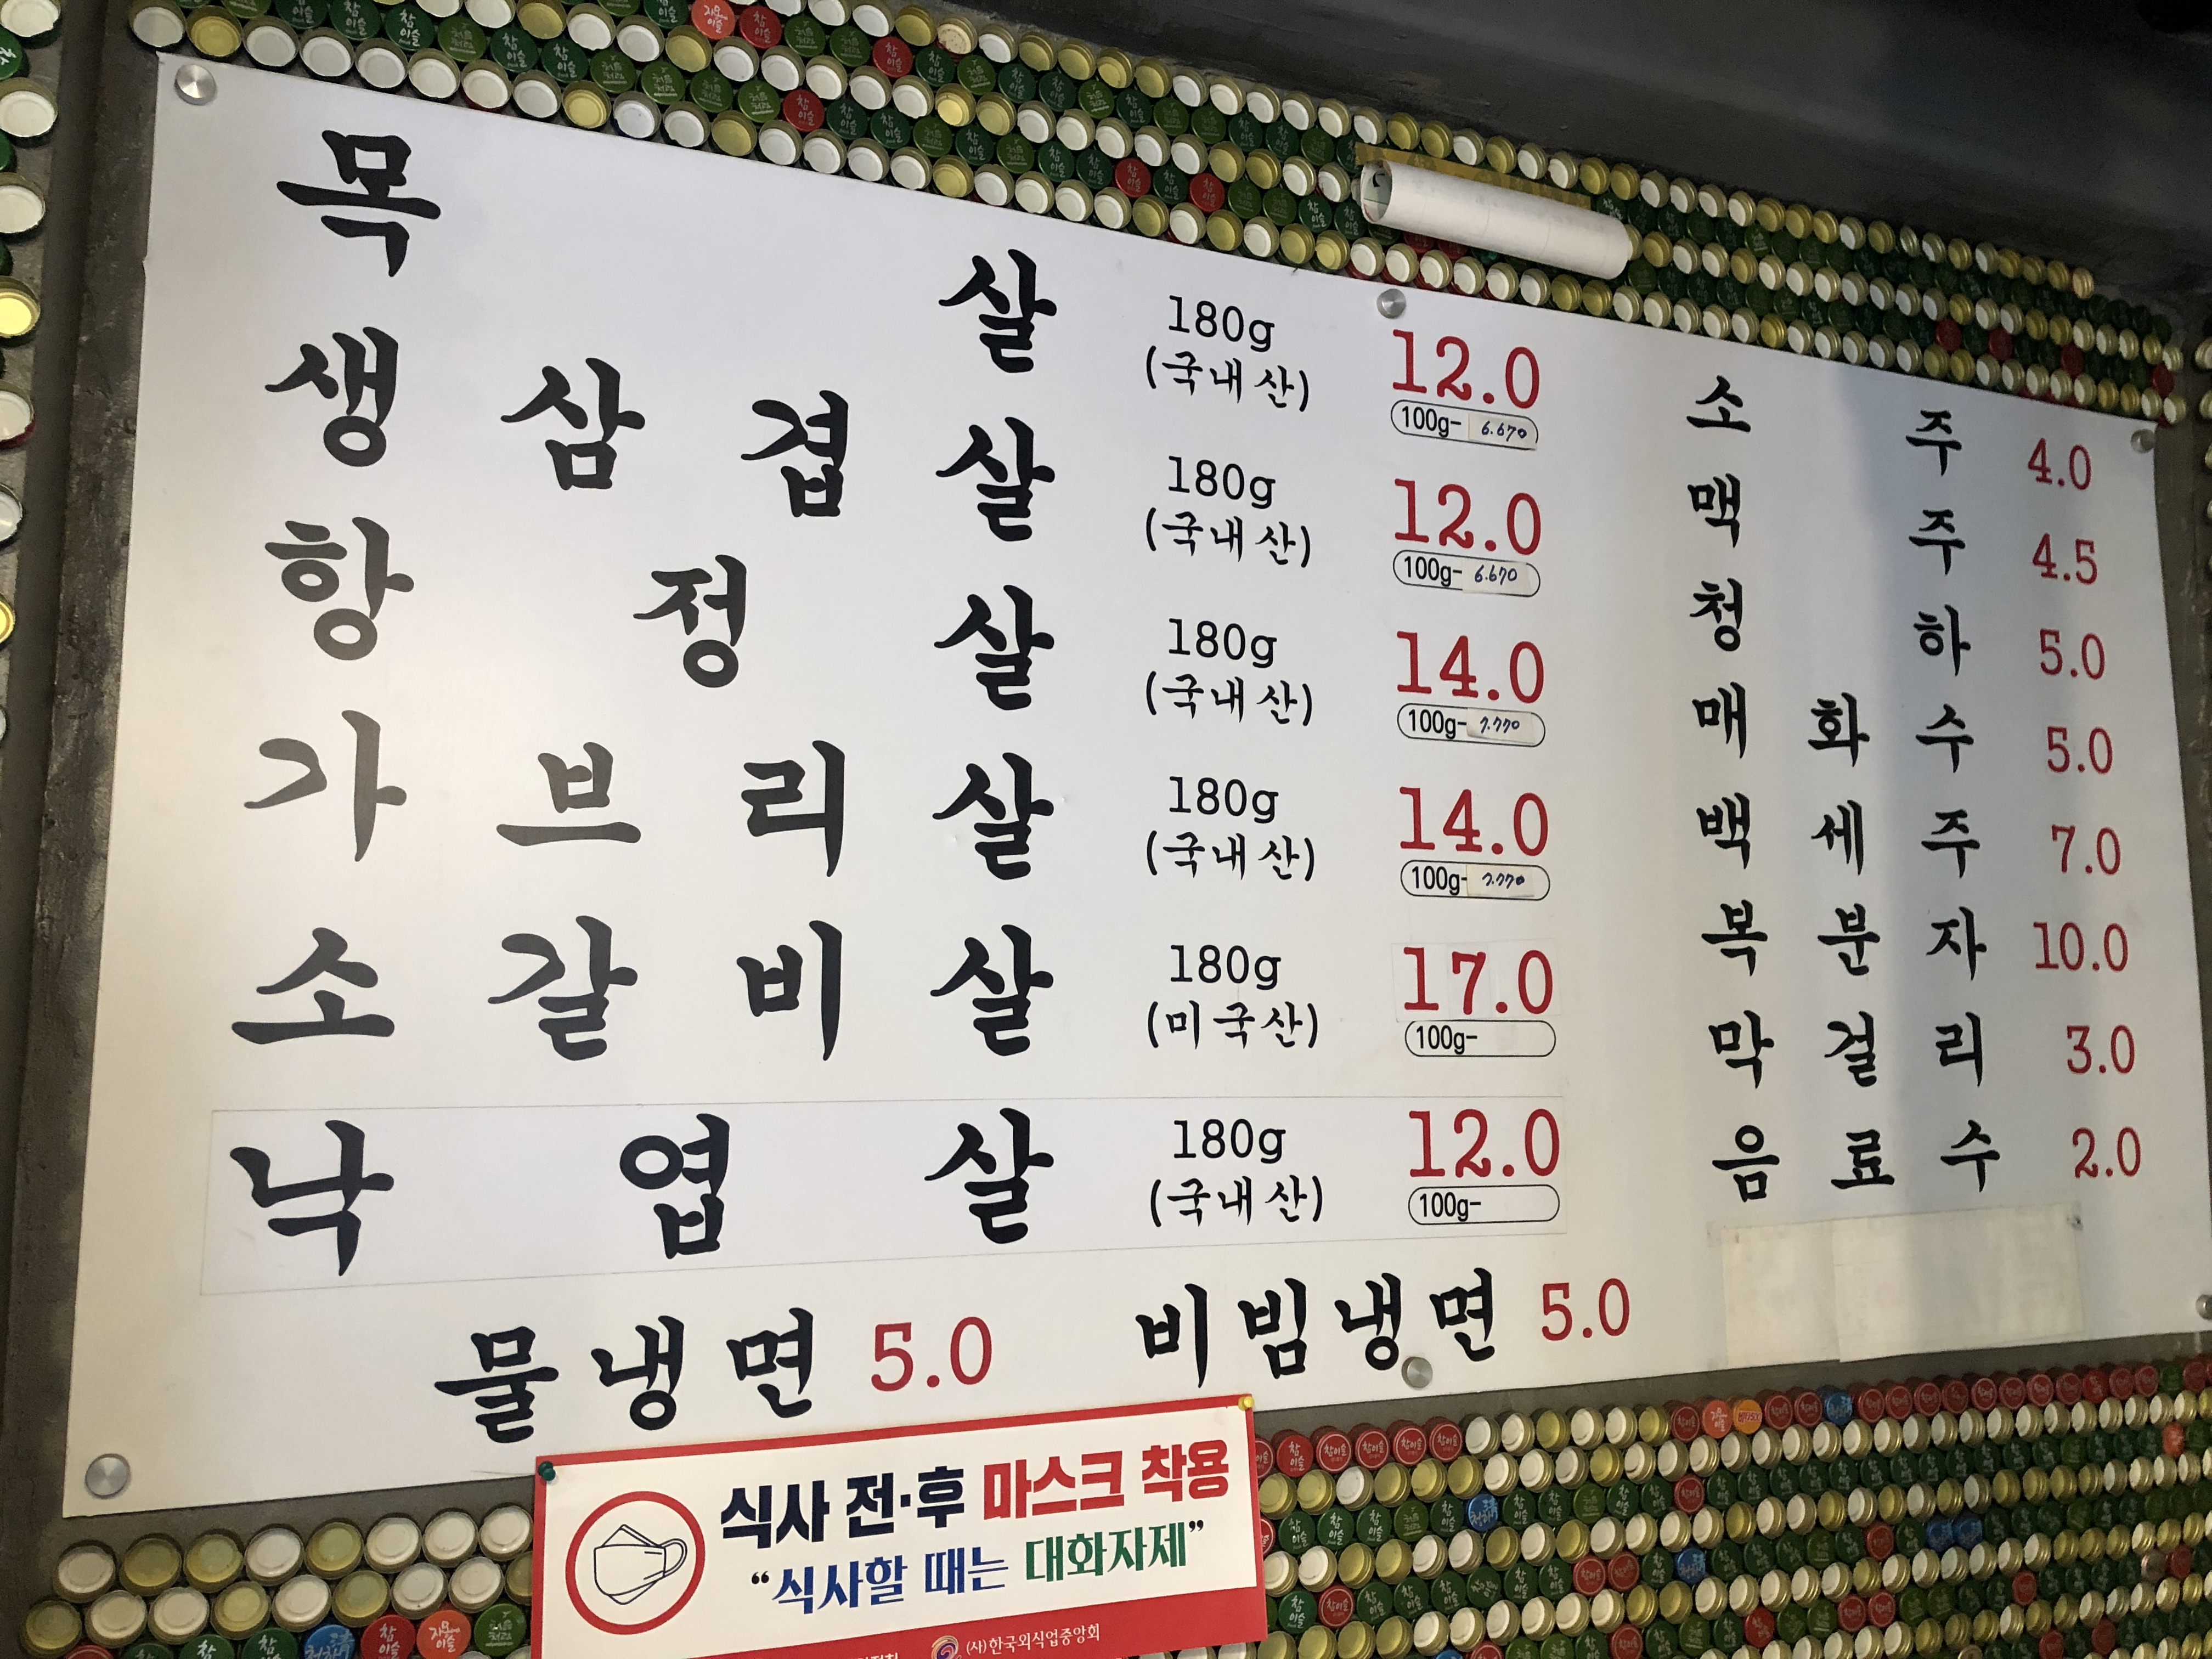 목 살 180g (국내산) 12.0
100g- 6.670
생 삼 겹 살 180g (국내산) 12.0
100g- 6.670
항 정 살 180g (국내산) 14.0
100g- 7.770
가 브 리 살 180g (국내산) 14.0
100g- 7.770
소 갈 비 살 180g (미국산) 17.0
100g-
낙 엽 살 180g (국내산) 12.0
100g-
물냉면 5.0 비빔냉면 5.0
소 주 4.0
맥 주 4.5
청 하 5.0
매 화 수 5.0
백 세 주 7.0
복 분 자 10.0
막 걸 리 3.0
음 료 수 2.0
식사 전·후 마스크 착용
“식사할 때는 대화자제”
(사)한국외식업중앙회